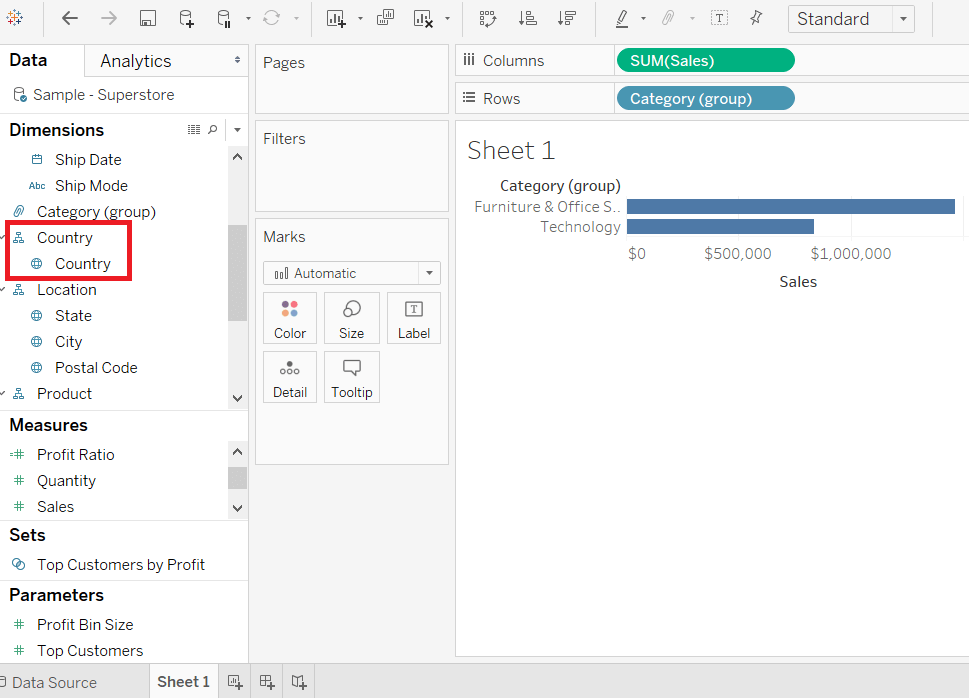 Standard
Data
Analytics
Sample - Superstore
Dimensions
Ship Date
Abc Ship Mode
Category (group)
Country
Country
Location
State
City
Postal Code
Product
Measures
Profit Ratio
Quantity
Sales
Sets
Top Customers by Profit
Parameters
Profit Bin Size
Top Customers
Pages
Filters
Marks
Automatic
Color
Size
T
Label
Detail
Tooltip
Columns
SUM(Sales)
Rows
Category (group)
Sheet 1
Category (group)
Furniture & Office S..
Technology
$0
$500,000
$1,000,000
Sales
Data Source
Sheet 1